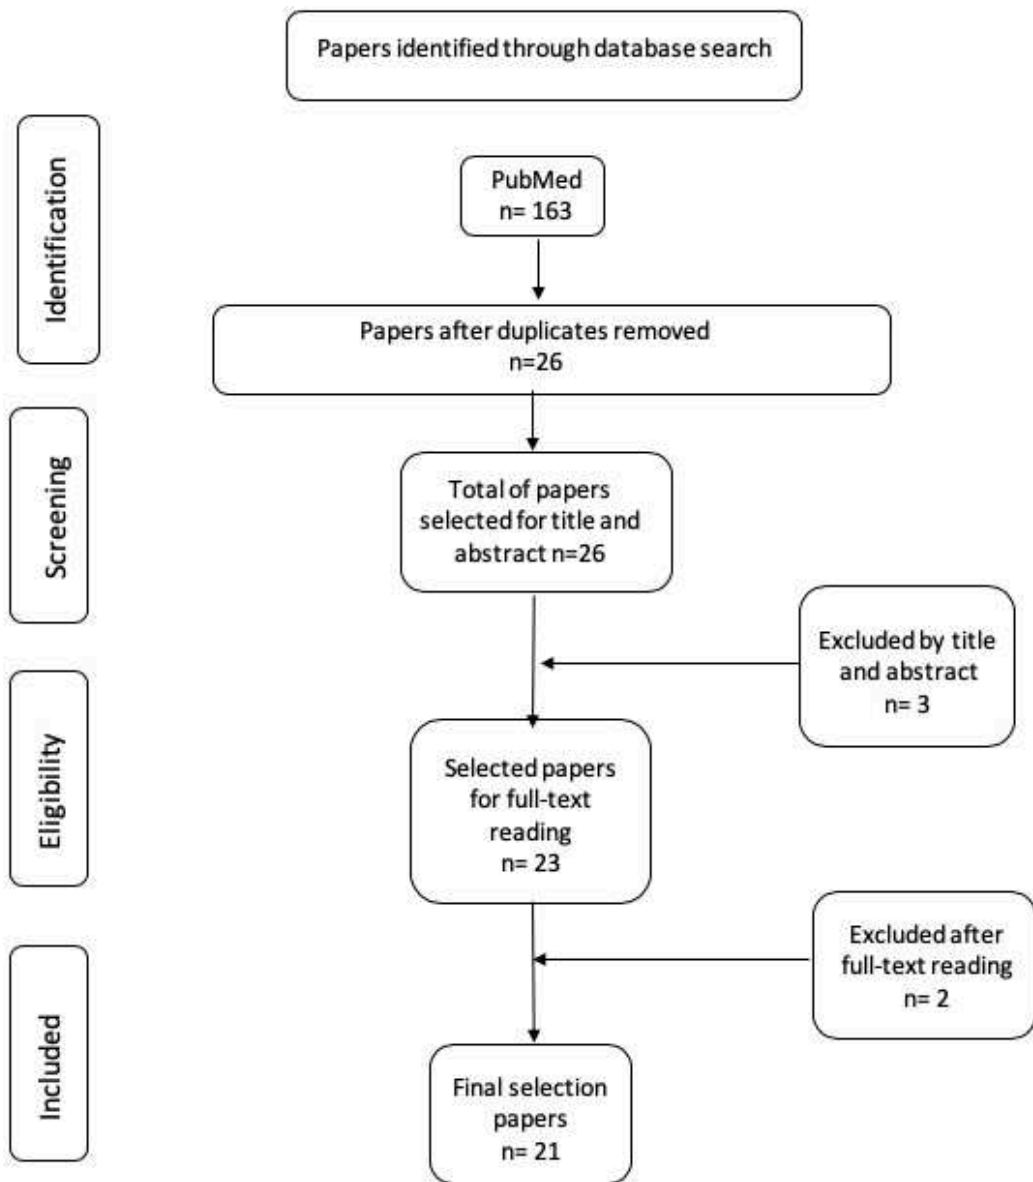 Papers identified through database search
Identification
PubMed
n= 163
Papers after duplicates removed
n=26
Screening
Total of papers
selected for title and
abstract n=26
Excluded by title
and abstract
n= 3
Eligibility
Selected papers
for full-text
reading
n= 23
Excluded after
full-text reading
n= 2
Included
Final selection
papers
n= 21